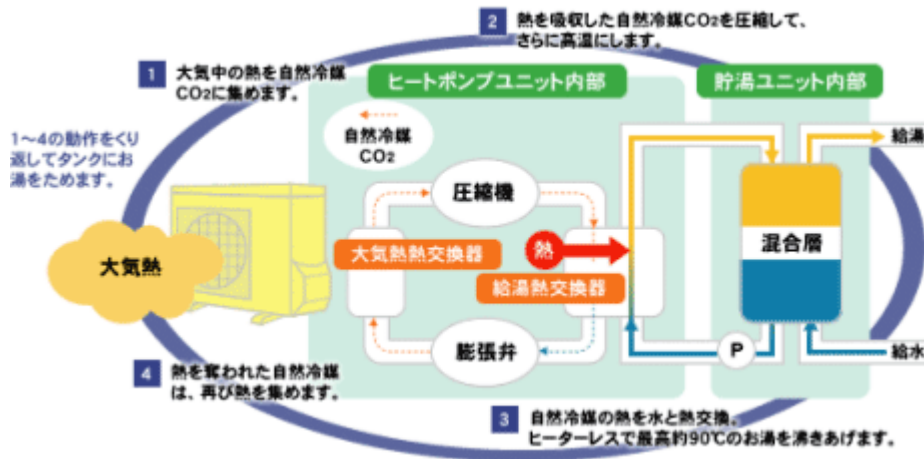 2 熱を吸収した自然冷媒CO2を圧縮して、
さらに高温にします。
1 大気中の熱を自然冷媒
CO2に集めます。
ヒートポンプユニット内部
貯湯ユニット内部
1～4の動作をくり
返してタンクにお
湯をためます。
自然冷媒
CO2
給湯
圧縮機
大気熱
大気熱熱交換器
熱
混合層
給湯熱交換器
膨張弁
P
給水
4 熱を奪われた自然冷媒
は、再び熱を集めます。
3 自然冷媒の熱を水と熱交換。
ヒーターレスで最高約90℃のお湯を沸きあげます。